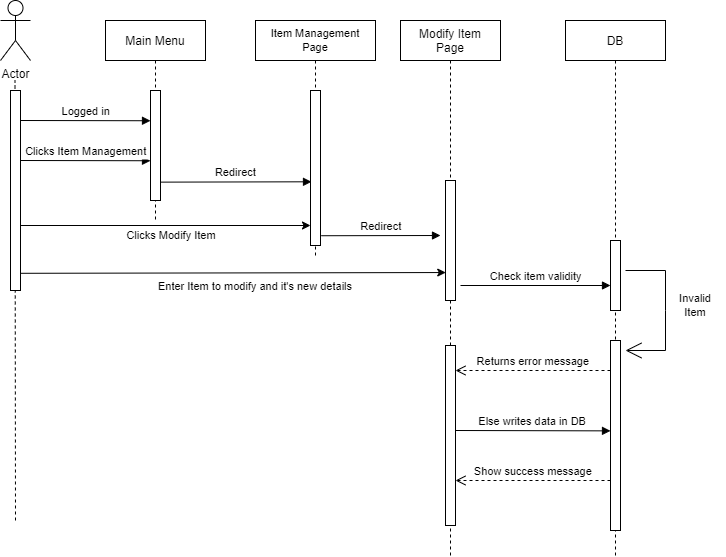 Actor
Main Menu
Item Management
Page
Modify Item
Page
DB
Logged in
Clicks Item Management
Redirect
Clicks Modify Item
Redirect
Enter Item to modify and it's new details
Check item validity
Invalid
Item
Returns error message
Else writes data in DB
Show success message